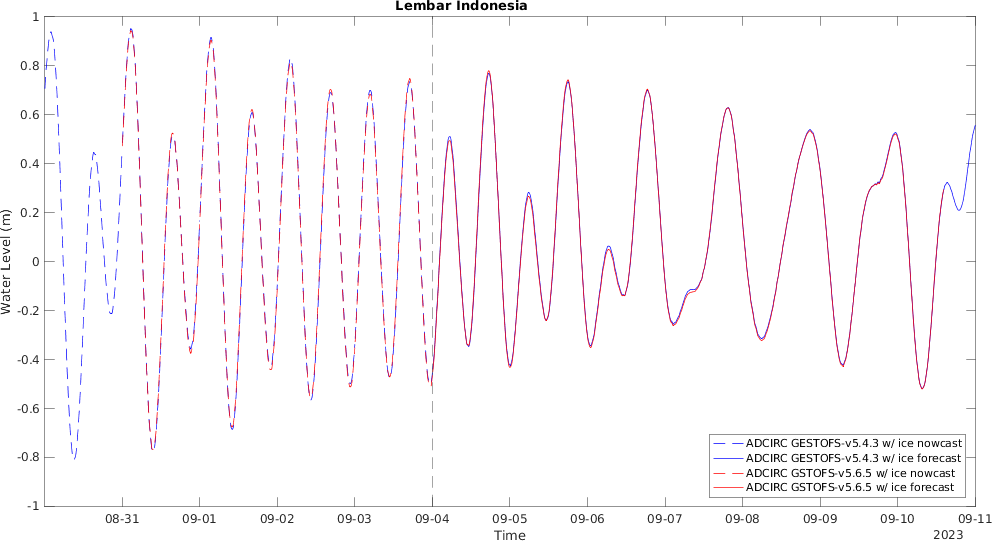 Lembar Indonesia
1
0.8
0.6
0.4
0.2
0
-0.2
-0.4
-0.6
-0.8
-1
Water Level (m)
08-31 09-01 09-02 09-03 09-04 09-05 09-06 09-07 09-08 09-09 09-10 09-11
Time
2023
ADCIRC GESTOFS-v5.4.3 w/ ice nowcast
ADCIRC GESTOFS-v5.4.3 w/ ice forecast
ADCIRC GSTOFS-v5.6.5 w/ ice nowcast
ADCIRC GSTOFS-v5.6.5 w/ ice forecast